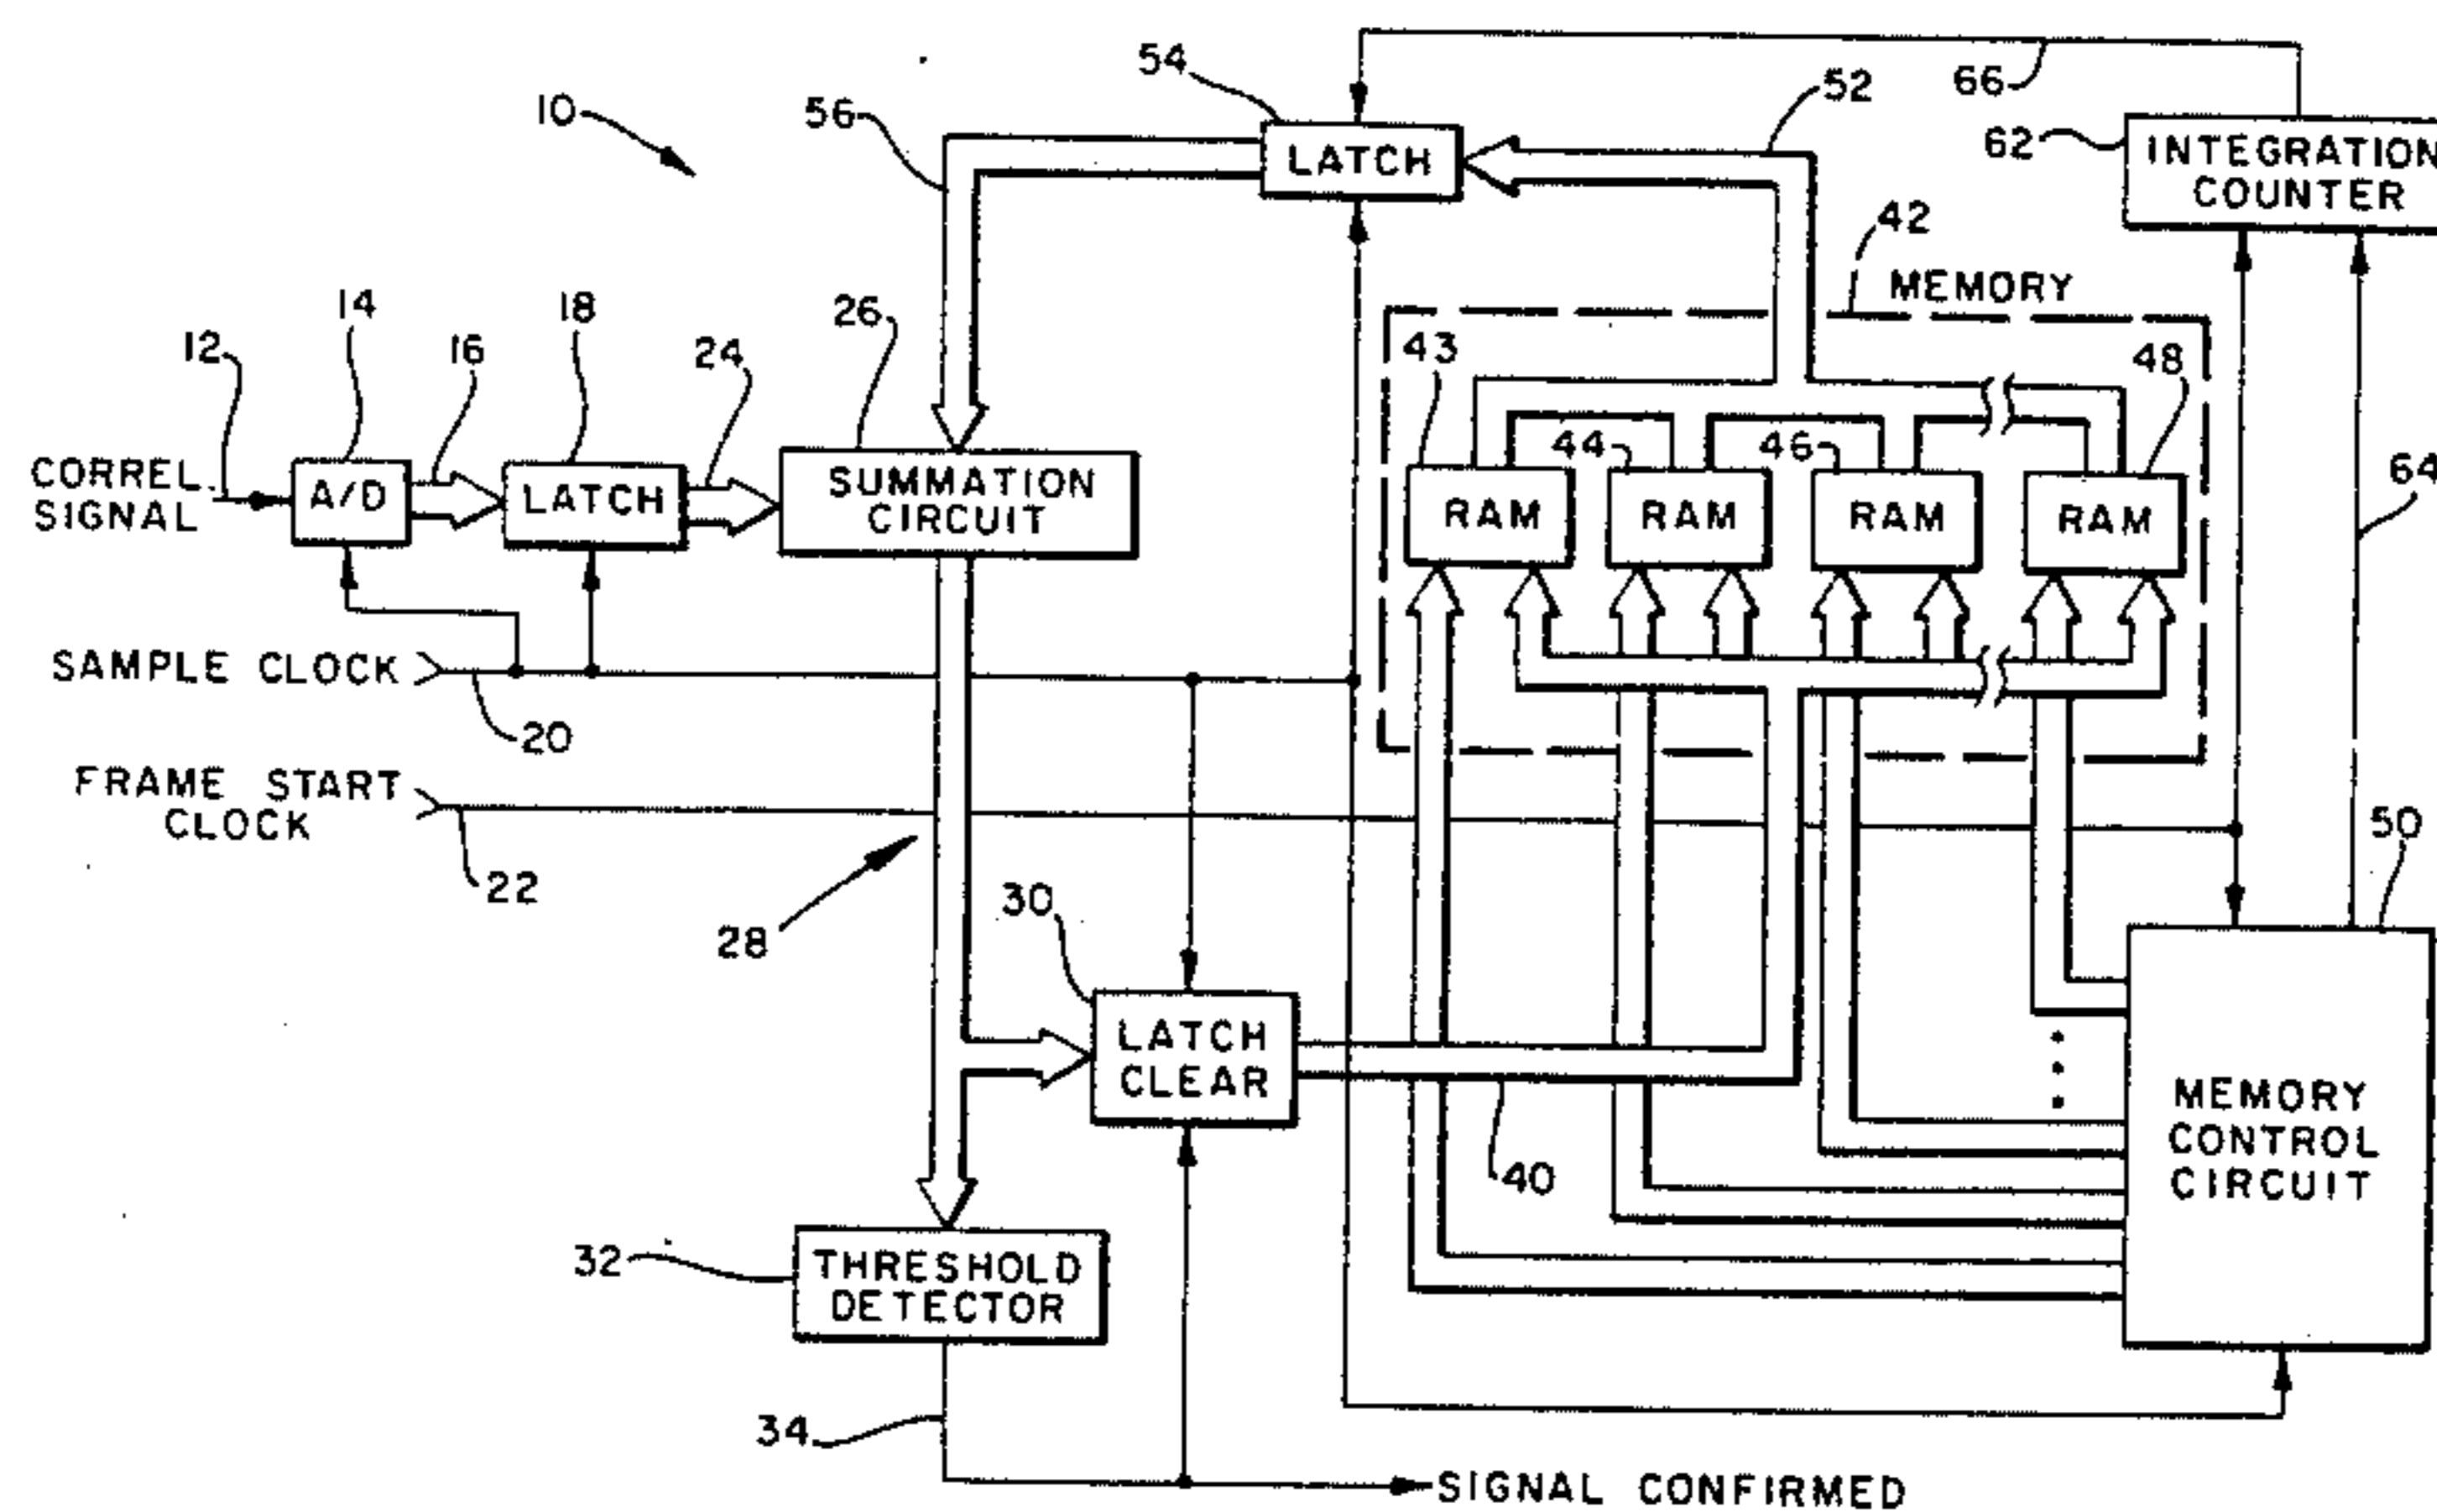 10
54
56
52
66
62
INTEGRATION
COUNTER
LATCH
42
MEMORY
12
14
16
18
24
26
43
44
46
48
CORREL.
SIGNAL
A/D
LATCH
SUMMATION
CIRCUIT
RAM
RAM
RAM
RAM
64
SAMPLE CLOCK
20
FRAME START
CLOCK
22
28
30
50
LATCH
CLEAR
40
MEMORY
CONTROL
CIRCUIT
32
THRESHOLD
DETECTOR
34
SIGNAL CONFIRMED